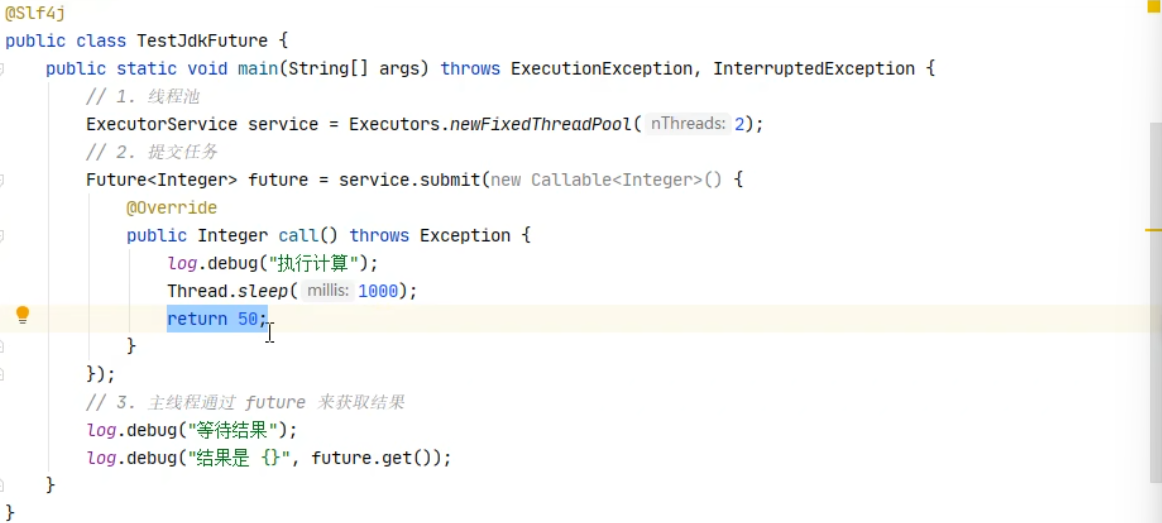 @Slf4j
public class TestJdkFuture {
public static void main(String[] args) throws ExecutionException, InterruptedException {
// 1. 线程池
ExecutorService service = Executors.newFixedThreadPool( nThreads: 2);
// 2. 提交任务
Future<Integer> future = service.submit(new Callable<Integer>() {
@Override
public Integer call() throws Exception {
log.debug("执行计算");
Thread.sleep( millis: 1000);
return 50;
}
});
// 3. 主线程通过 future 来获取结果
log.debug("等待结果");
log.debug("结果是 {}", future.get());
}
}